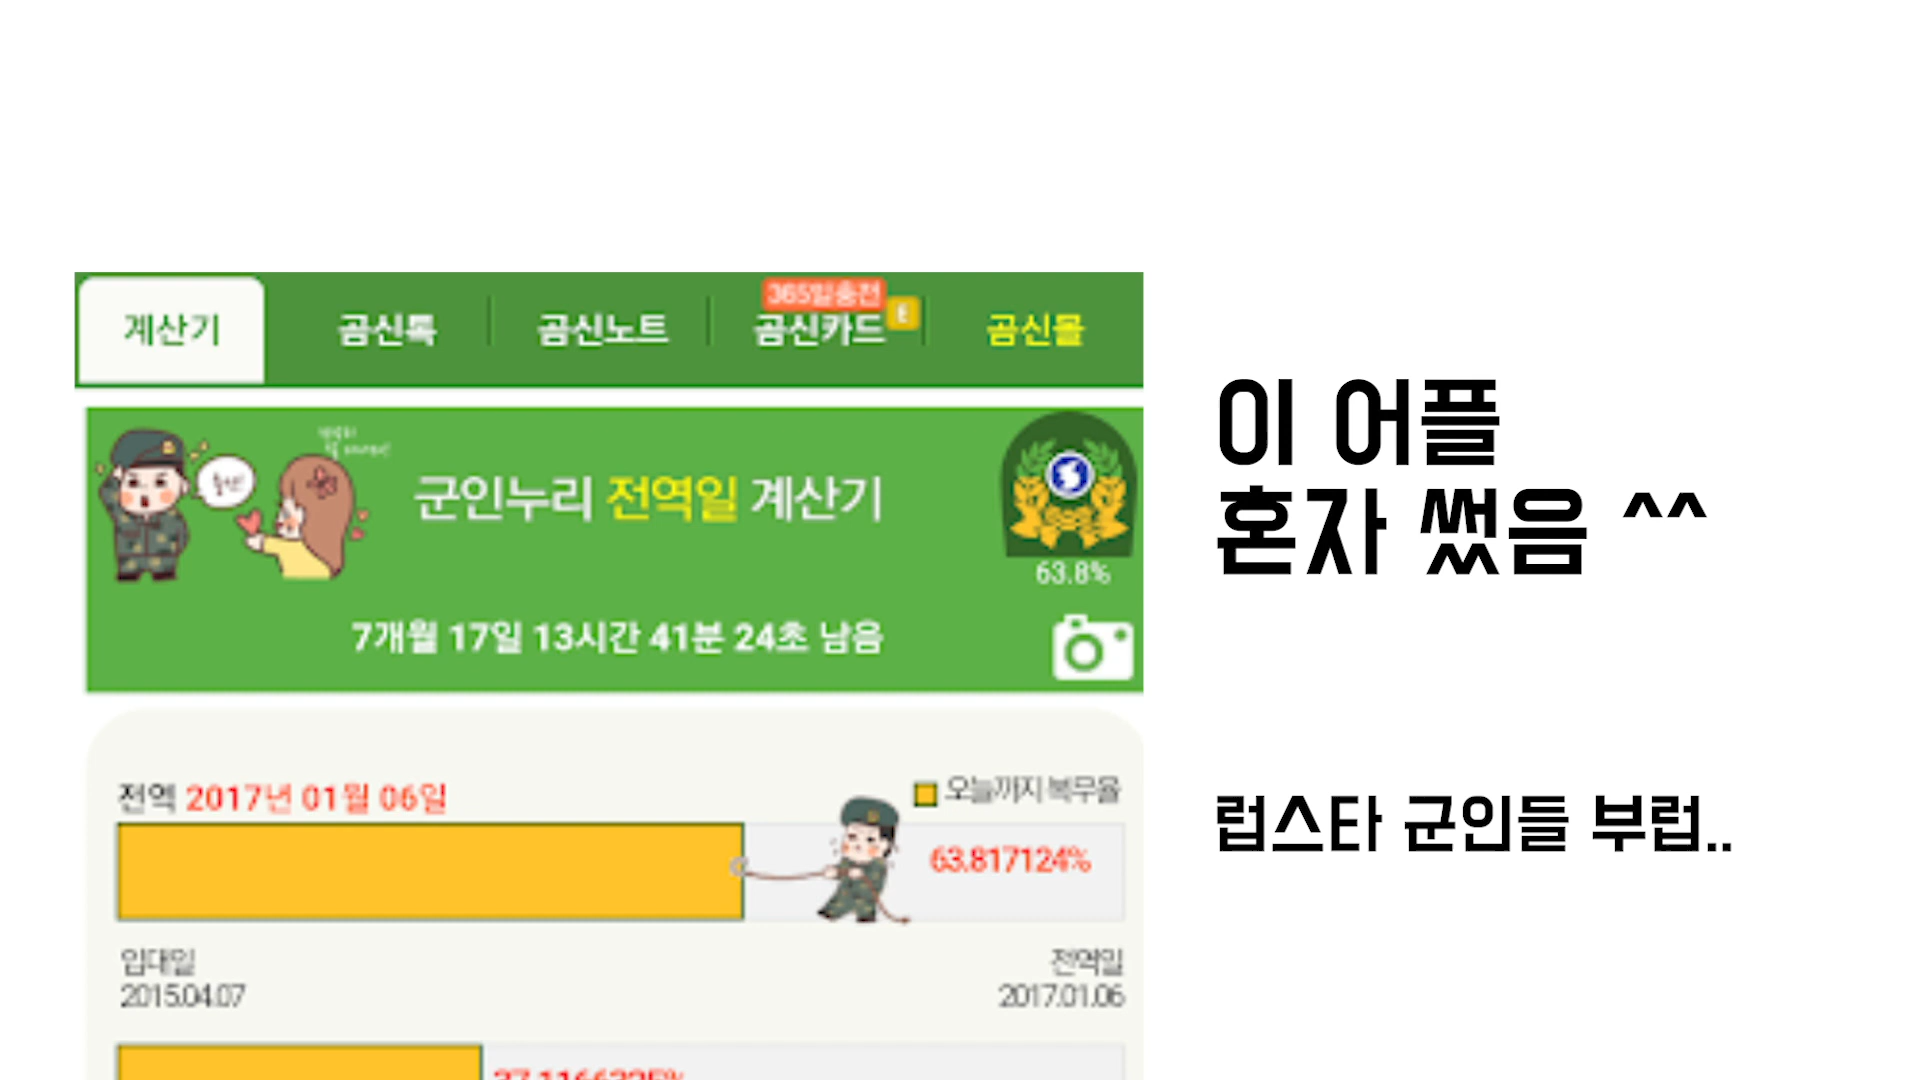 365일충전
계산기
곰신톡
곰신노트
곰신카드
곰신몰
충성!
군인누리 전역일 계산기
63.8%
7개월 17일 13시간 41분 24초 남음
전역 2017년 01월 06일
오늘까지 복무율
63.817124%
입대일
전역일
2015.04.07
2017.01.06
이 어플
혼자 썼음 ^^
럽스타 군인들 부럽..